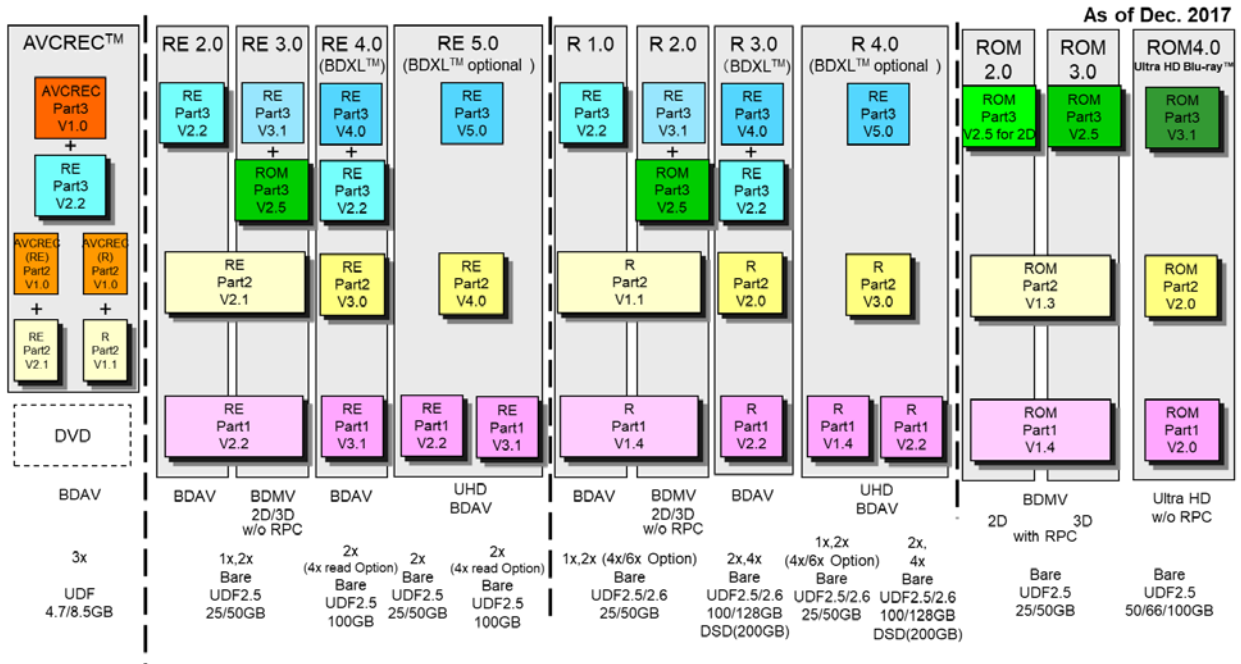 As of Dec. 2017
AVCREC™
AVCREC
Part3
V1.0
+
RE
Part3
V2.2
AVCREC
(RE)
Part2
V1.0
+
RE
Part2
V2.1
AVCREC
(R)
Part2
V1.0
+
R
Part2
V1.1
DVD
BDAV
3x
UDF
4.7/8.5GB
RE 2.0
RE
Part3
V2.2
RE 3.0
RE
Part3
V3.1
+
ROM
Part3
V2.5
RE
Part2
V2.1
RE
Part1
V2.2
BDAV
BDMV
2D/3D
w/o RPC
1x,2x
Bare
UDF2.5
25/50GB
RE 4.0
(BDXL™)
RE
Part3
V4.0
+
RE
Part3
V2.2
RE
Part2
V3.0
RE
Part1
V3.1
BDAV
2x
(4x read Option)
Bare
UDF2.5
100GB
RE 5.0
(BDXL™ optional )
RE
Part3
V5.0
RE
Part2
V4.0
RE
Part1
V2.2
RE
Part1
V3.1
UHD
BDAV
2x
Bare
UDF2.5
25/50GB
2x
(4x read Option)
Bare
UDF2.5
100GB
R 1.0
RE
Part3
V2.2
R 2.0
RE
Part3
V3.1
+
ROM
Part3
V2.5
R
Part2
V1.1
R
Part1
V1.4
BDAV
BDMV
2D/3D
w/o RPC
1x,2x (4x/6x Option)
Bare
UDF2.5/2.6
25/50GB
R 3.0
(BDXL™)
RE
Part3
V4.0
+
RE
Part3
V2.2
R
Part2
V2.0
R
Part1
V2.2
BDAV
2x,4x
Bare
UDF2.5/2.6
100/128GB
DSD(200GB)
R 4.0
(BDXL™ optional )
RE
Part3
V5.0
R
Part2
V3.0
R
Part1
V1.4
R
Part1
V2.2
UHD
BDAV
1x,2x
(4x/6x Option)
Bare
UDF2.5/2.6
25/50GB
2x,
4x
Bare
UDF2.5/2.6
100/128GB
DSD(200GB)
ROM
2.0
ROM
Part3
V2.5 for 2D
ROM
3.0
ROM
Part3
V2.5
ROM
Part2
V1.3
ROM
Part1
V1.4
BDMV
2D
3D
with RPC
Bare
UDF2.5
25/50GB
ROM4.0
Ultra HD Blu-ray™
ROM
Part3
V3.1
ROM
Part2
V2.0
ROM
Part1
V2.0
Ultra HD
w/o RPC
Bare
UDF2.5
50/66/100GB